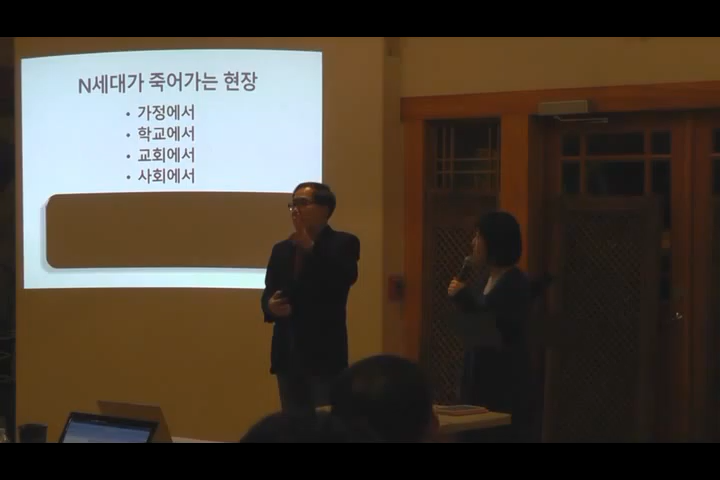 N세대가 죽어가는 현장
• 가정에서
• 학교에서
• 교회에서
• 사회에서